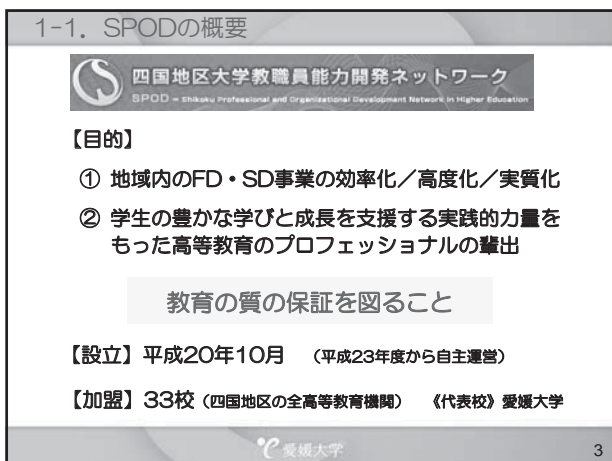 1-1．SPODの概要
四国地区大学教職員能力開発ネットワーク
SPOD - Shikoku Professional and Organizational Development Network in Higher Education
【目的】
① 地域内のFD・SD事業の効率化／高度化／実質化
② 学生の豊かな学びと成長を支援する実践的力量を
もった高等教育のプロフェッショナルの輩出
教育の質の保証を図ること
【設立】平成20年10月　（平成23年度から自主運営）
【加盟】33校（四国地区の全高等教育機関）　《代表校》愛媛大学
愛媛大学
3